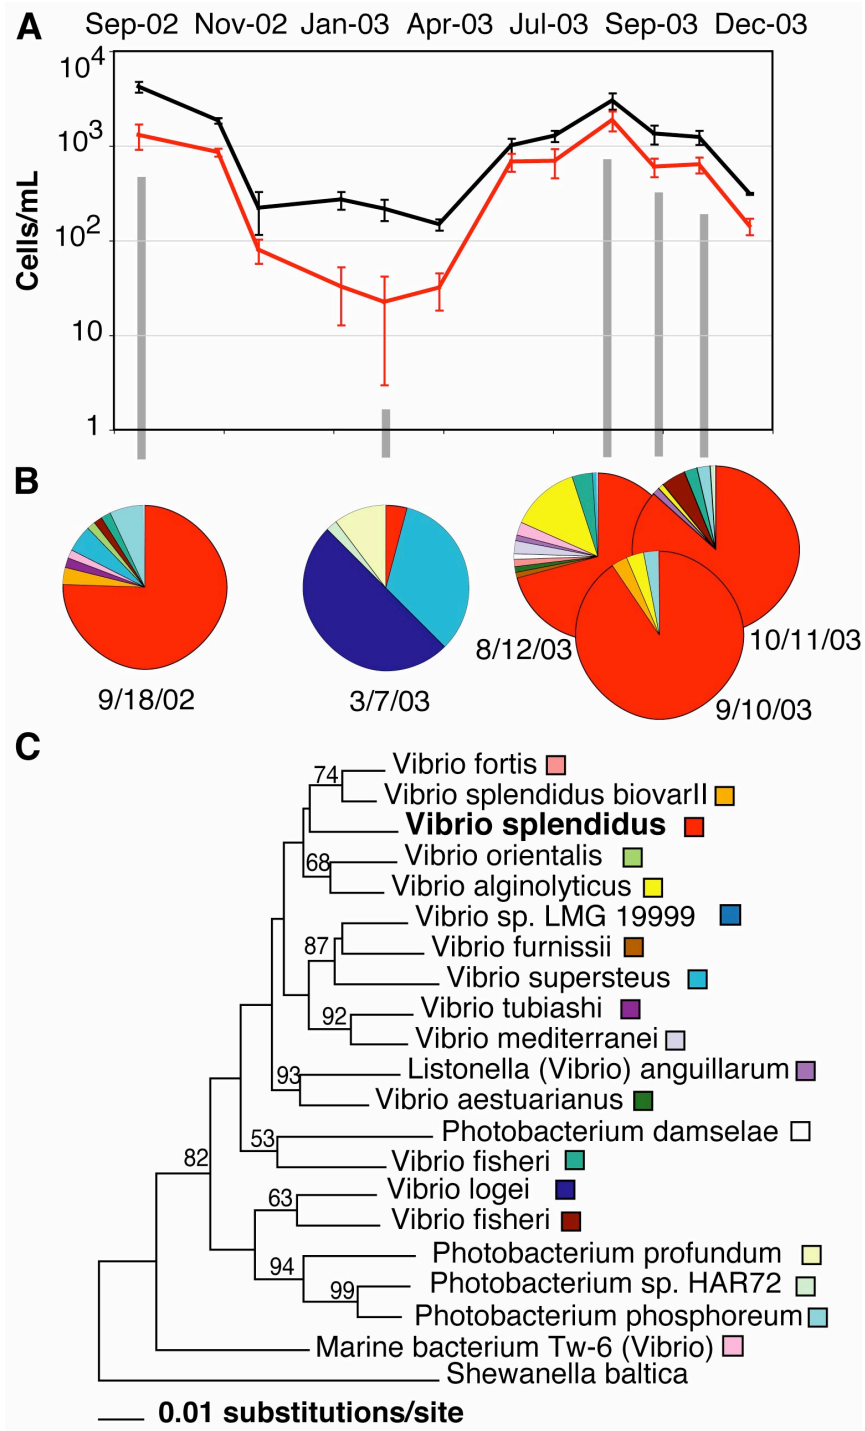 A
Sep-02 Nov-02 Jan-03 Apr-03 Jul-03 Sep-03 Dec-03
10^4
10^3
10^2
10
1
Cells/mL
B
9/18/02
3/7/03
8/12/03
10/11/03
9/10/03
C
74
Vibrio fortis
Vibrio splendidus biovarII
Vibrio splendidus
68
Vibrio orientalis
Vibrio alginolyticus
Vibrio sp. LMG 19999
87
Vibrio furnissii
Vibrio supersteus
92
Vibrio tubiashi
Vibrio mediterranei
93
Listonella (Vibrio) anguillarum
Vibrio aestuarianus
53
Photobacterium damselae
82
Vibrio fisheri
63
Vibrio logei
Vibrio fisheri
94
Photobacterium profundum
99
Photobacterium sp. HAR72
Photobacterium phosphoreum
Marine bacterium Tw-6 (Vibrio)
Shewanella baltica
0.01 substitutions/site